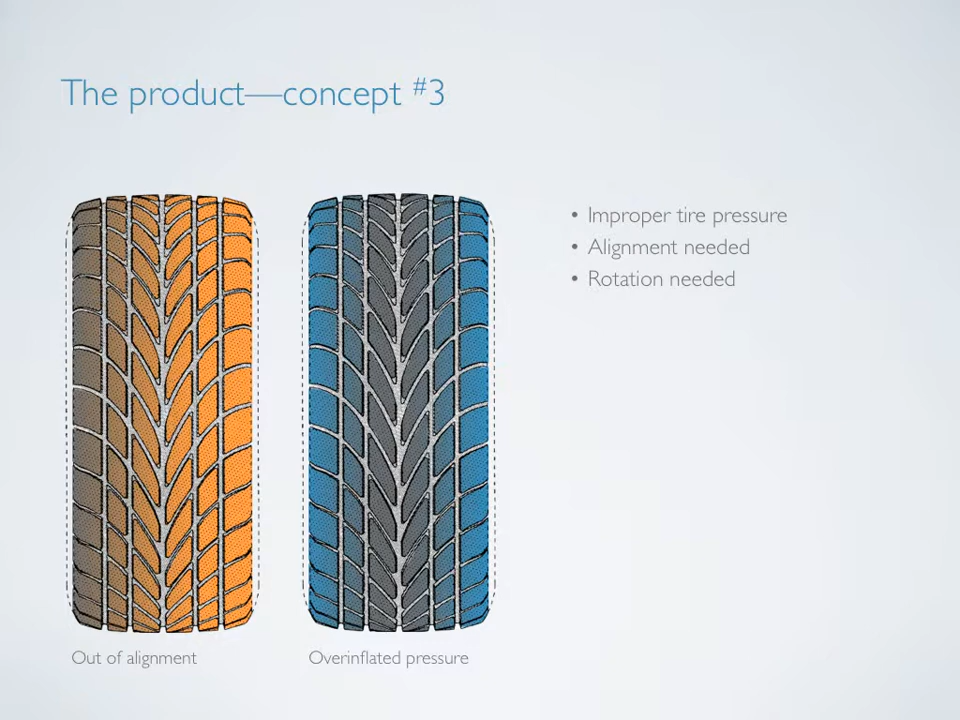 The product—concept #3
• Improper tire pressure
• Alignment needed
• Rotation needed
Out of alignment
Overinflated pressure